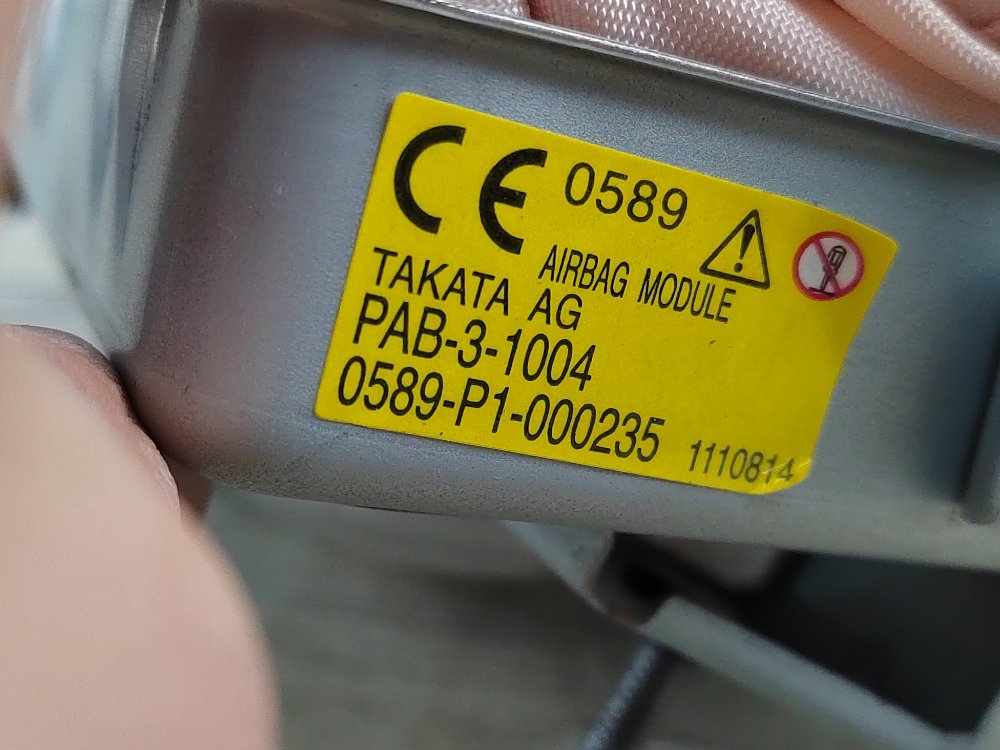 CE 0589
AIRBAG MODULE
TAKATA AG
PAB-3-1004
0589-P1-000235
1110814